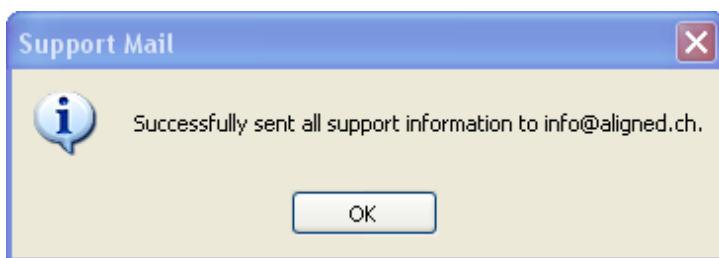 Support Mail
Successfully sent all support information to info@aligned.ch.
OK